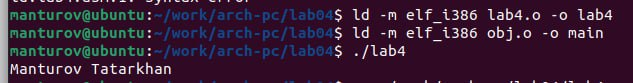 manturov@ubuntu:~/work/arch-pc/lab04$ ld -m elf_i386 lab4.o -o lab4
manturov@ubuntu:~/work/arch-pc/lab04$ ld -m elf_i386 obj.o -o main
manturov@ubuntu:~/work/arch-pc/lab04$ ./lab4
Manturov Tatarkhan